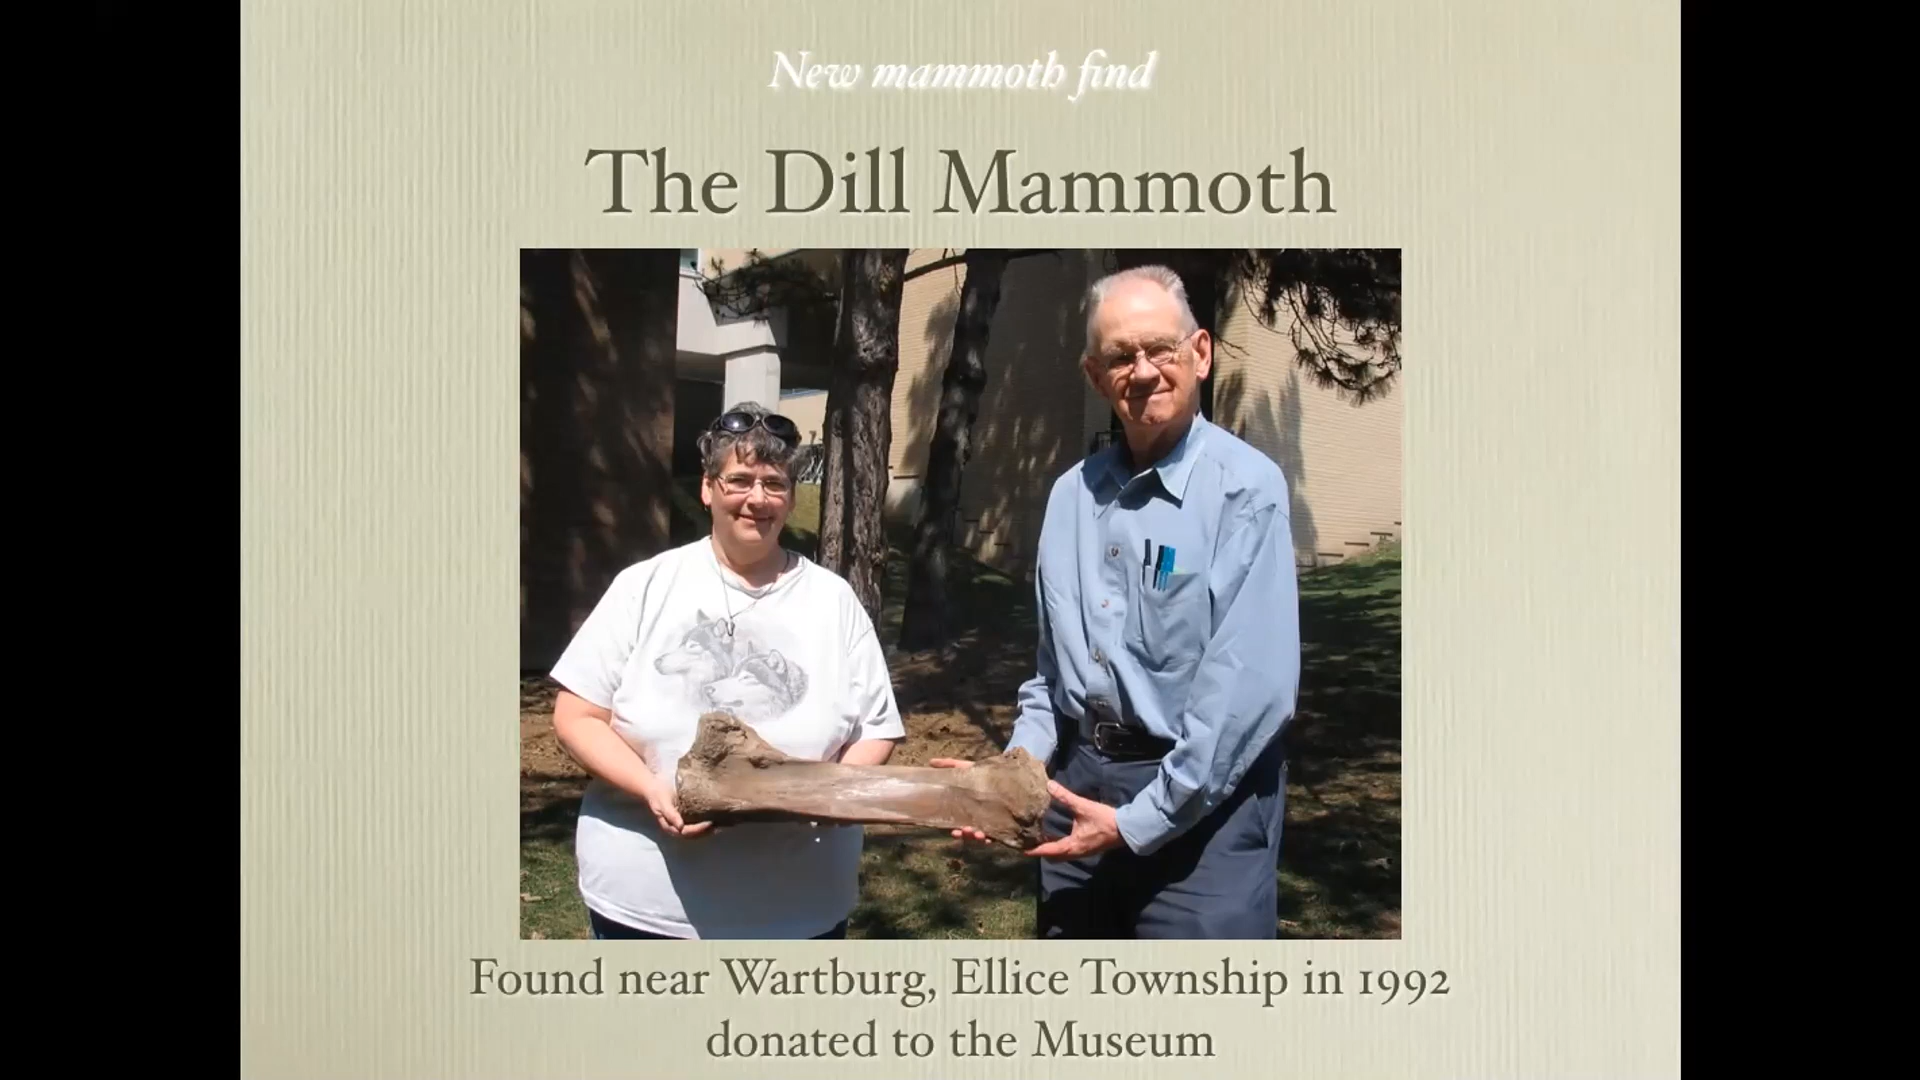 New mammoth find
The Dill Mammoth
Found near Wartburg, Ellice Township in 1992
donated to the Museum